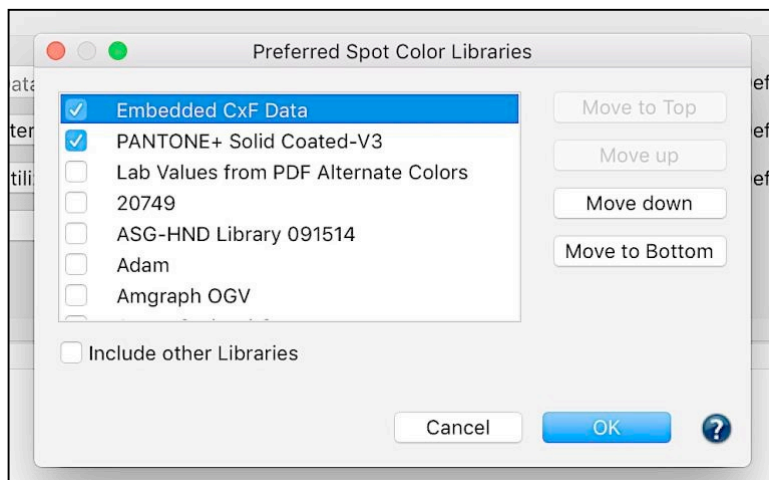 Preferred Spot Color Libraries
Embedded CxF Data
PANTONE+ Solid Coated-V3
Lab Values from PDF Alternate Colors
20749
ASG-HND Library 091514
Adam
Amgraph OGV
Include other Libraries
Move to Top
Move up
Move down
Move to Bottom
Cancel
OK
?